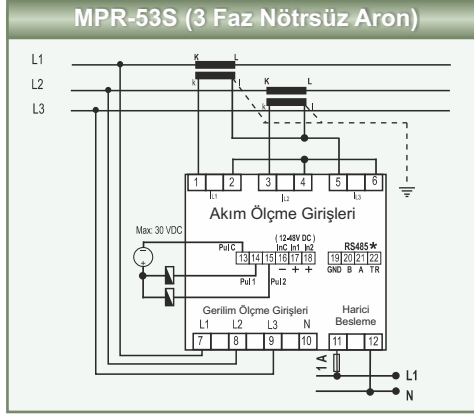 MPR-53S (3 Faz Nötrsüz Aron)
L1
L2
L3
K L
k l
K L
k l
1 2 3 4 5 6
IL1 IL2 IL3
Akım Ölçme Girişleri
Max: 30 VDC
(12-48V DC)
Pul C InC In1 In2 RS485*
13 14 15 16 17 18 19 20 21 22
− + + GND B A TR
Pul 1 Pul 2
− +
Gerilim Ölçme Girişleri
L1 L2 L3 N
Harici
Besleme
7 8 9 10 11 12
1 A
L1
N